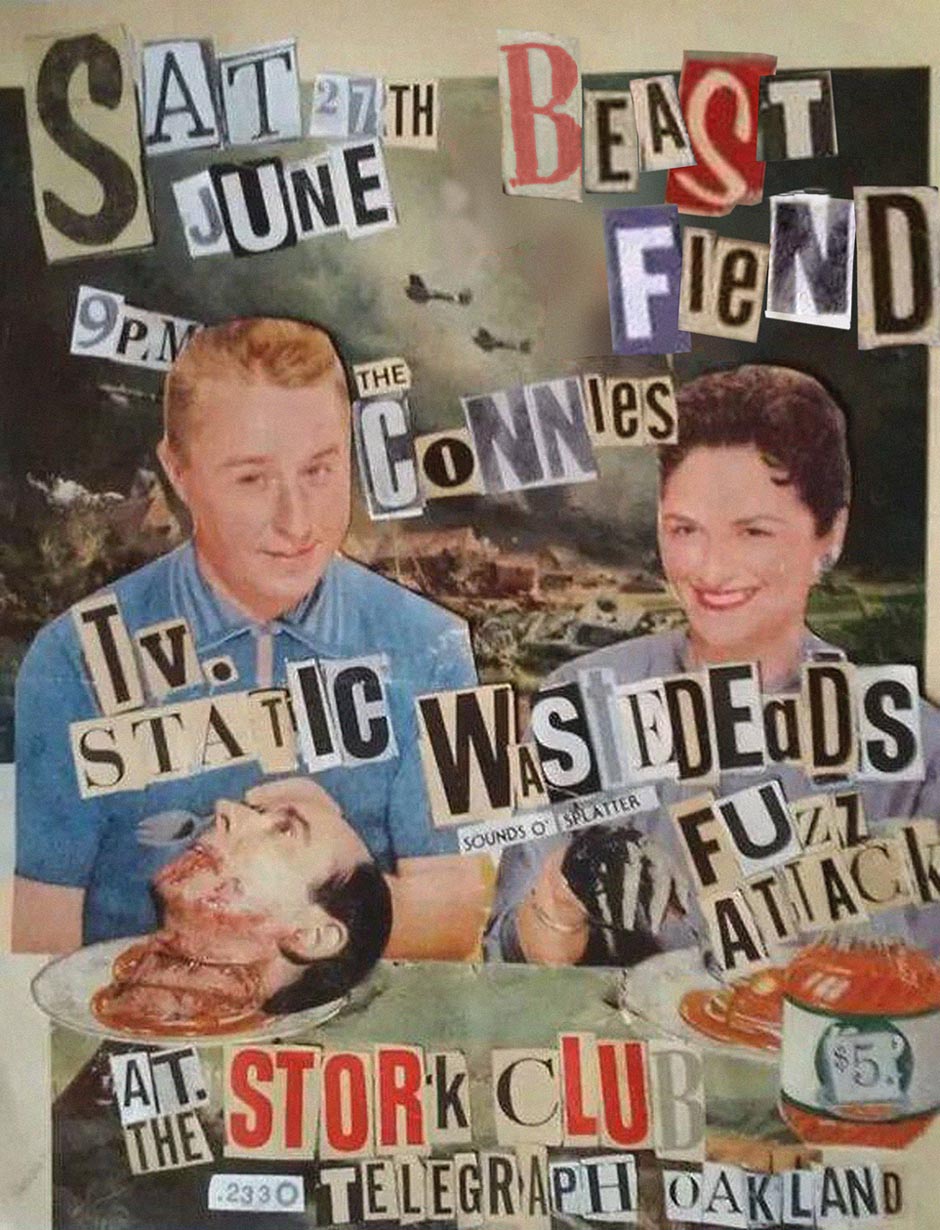 SAT 27TH
JUNE
BEAST
FIeND
9P.M
THE
CoNNIes
Tv.
STATIC
WASTEDDEaDS
SOUNDS O' SPLATTER
FUzZ
ATTACk
$5.
AT.
THE
STORk CLUB
.2330 TELEGRAPH OAKLAND